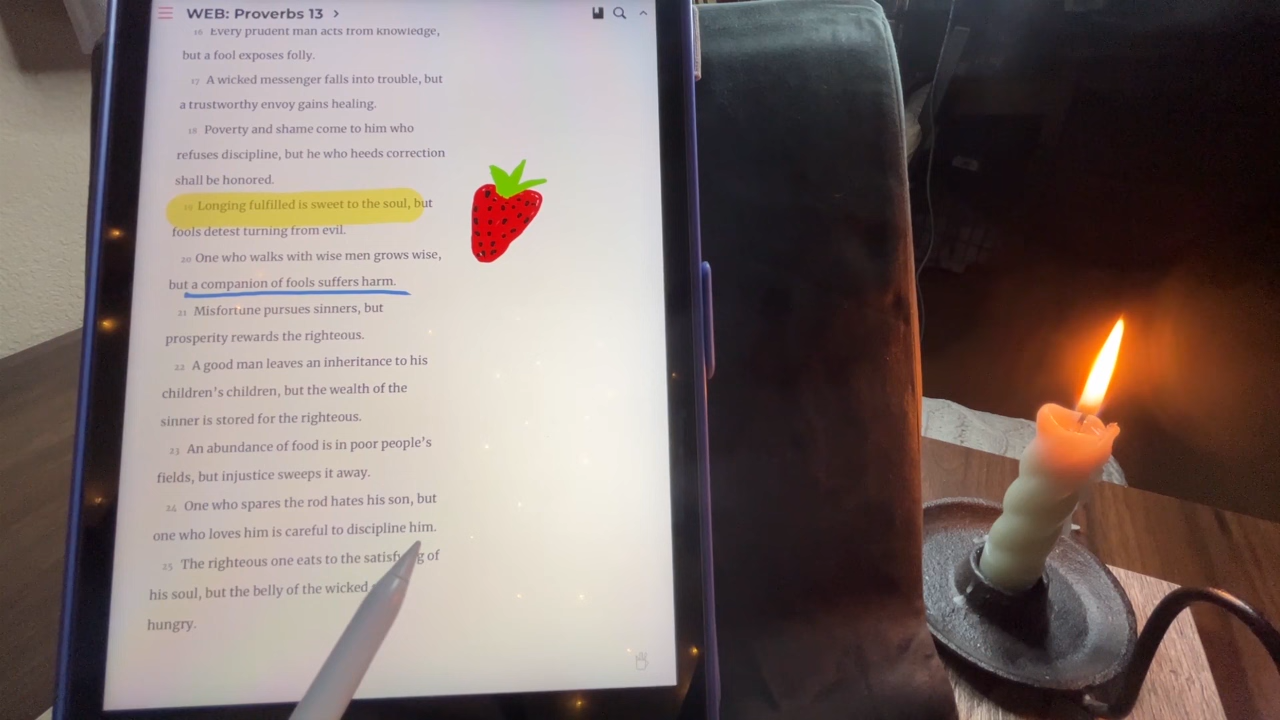 WEB: Proverbs 13
16 Every prudent man acts from knowledge,
but a fool exposes folly.
17 A wicked messenger falls into trouble, but
a trustworthy envoy gains healing.
18 Poverty and shame come to him who
refuses discipline, but he who heeds correction
shall be honored.
19 Longing fulfilled is sweet to the soul, but
fools detest turning from evil.
20 One who walks with wise men grows wise,
but a companion of fools suffers harm.
21 Misfortune pursues sinners, but
prosperity rewards the righteous.
22 A good man leaves an inheritance to his
children’s children, but the wealth of the
sinner is stored for the righteous.
23 An abundance of food is in poor people’s
fields, but injustice sweeps it away.
24 One who spares the rod hates his son, but
one who loves him is careful to discipline him.
25 The righteous one eats to the satisfying of
his soul, but the belly of the wicked
hungry.